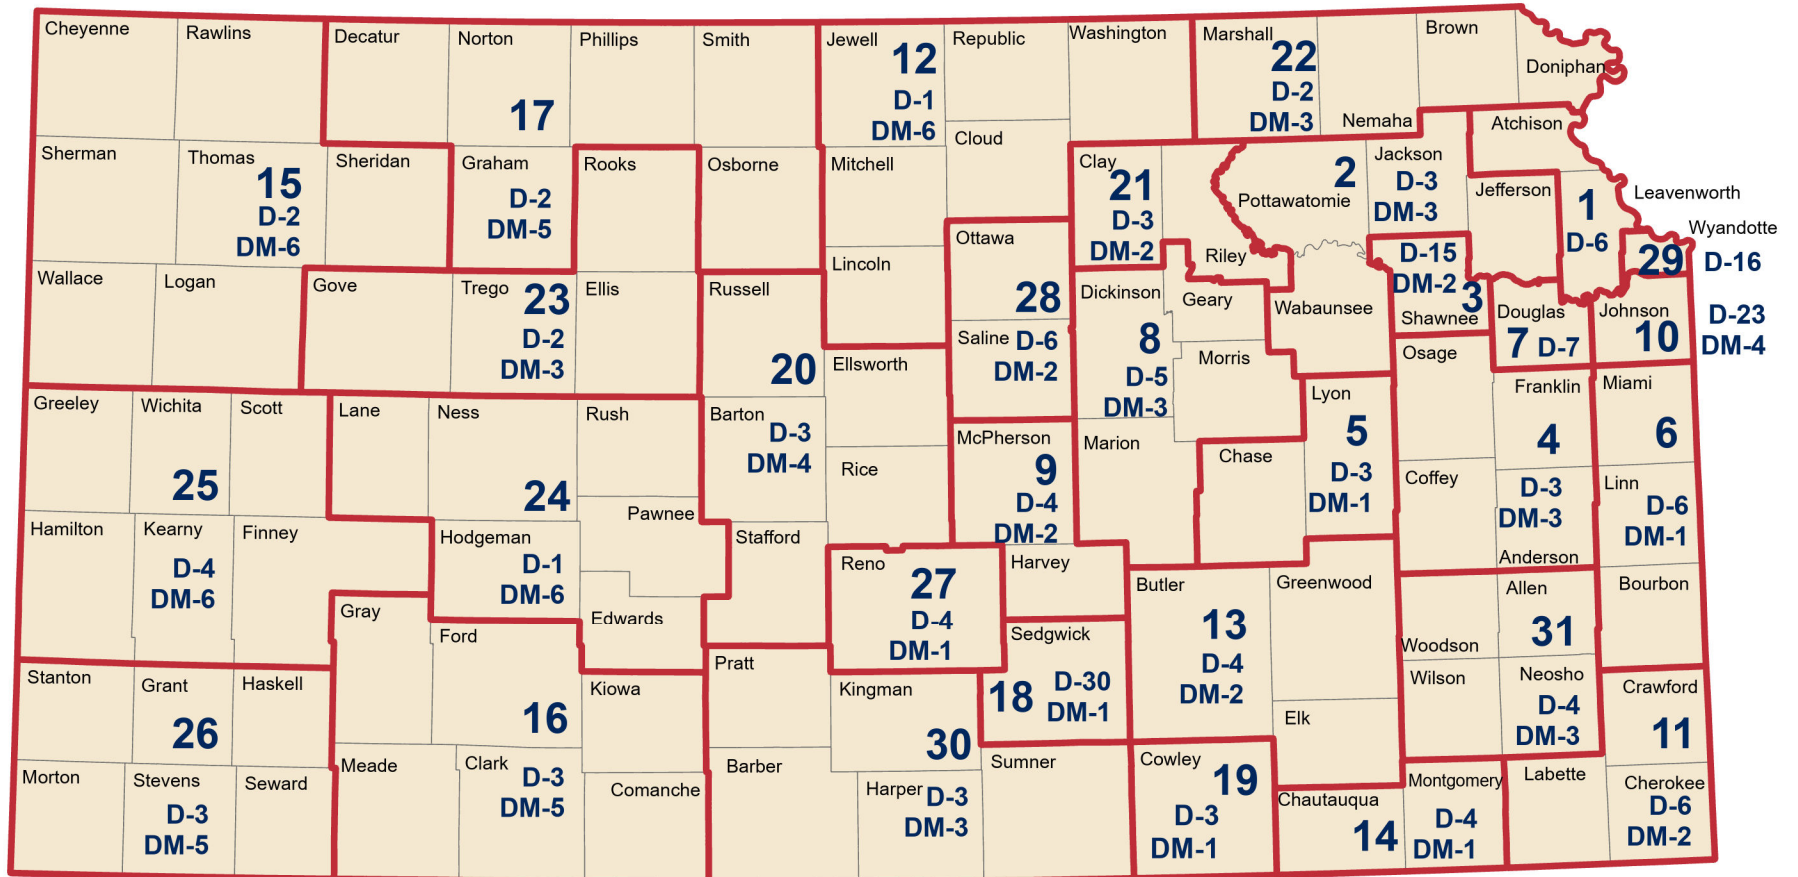 Cheyenne
Rawlins
Decatur
Norton
Phillips
Smith
Jewell
Republic
Washington
Marshall
Brown
Doniphan
12
D-1
DM-6
22
D-2
DM-3
17
Nemaha
Atchison
Cloud
Sherman
Thomas
Sheridan
Graham
Rooks
Osborne
Mitchell
Clay
Pottawatomie
Jackson
Jefferson
Leavenworth
Wyandotte
15
D-2
DM-6
D-2
DM-5
21
D-3
DM-2
2
D-3
DM-3
1
D-6
29
D-16
Ottawa
Riley
D-15
DM-2
3
Shawnee
Wallace
Logan
Gove
Trego
Ellis
Russell
Lincoln
Dickinson
Geary
Wabaunsee
Douglas
Johnson
23
D-2
DM-3
28
Saline
D-6
DM-2
8
D-5
DM-3
7
D-7
10
D-23
DM-4
20
Ellsworth
Morris
Osage
Franklin
Miami
Greeley
Wichita
Scott
Lane
Ness
Rush
Barton
D-3
DM-4
Lyon
5
D-3
DM-1
4
6
McPherson
9
D-4
DM-2
Marion
Chase
25
24
Rice
Coffey
D-3
DM-3
Anderson
Linn
D-6
DM-1
Hamilton
Kearny
Finney
D-4
DM-6
Pawnee
Hodgeman
D-1
DM-6
Stafford
Reno
27
D-4
DM-1
Harvey
Butler
Greenwood
Allen
Bourbon
Gray
Ford
Edwards
Sedgwick
13
D-4
DM-2
31
Woodson
Stanton
Grant
Haskell
26
16
Kiowa
Pratt
Kingman
30
18
D-30
DM-1
Elk
Wilson
Neosho
D-4
DM-3
Crawford
11
Morton
Stevens
Seward
D-3
DM-5
Meade
Clark
D-3
DM-5
Comanche
Barber
Harper
D-3
DM-3
Sumner
Cowley
19
D-3
DM-1
Chautauqua
14
Montgomery
D-4
DM-1
Labette
Cherokee
D-6
DM-2